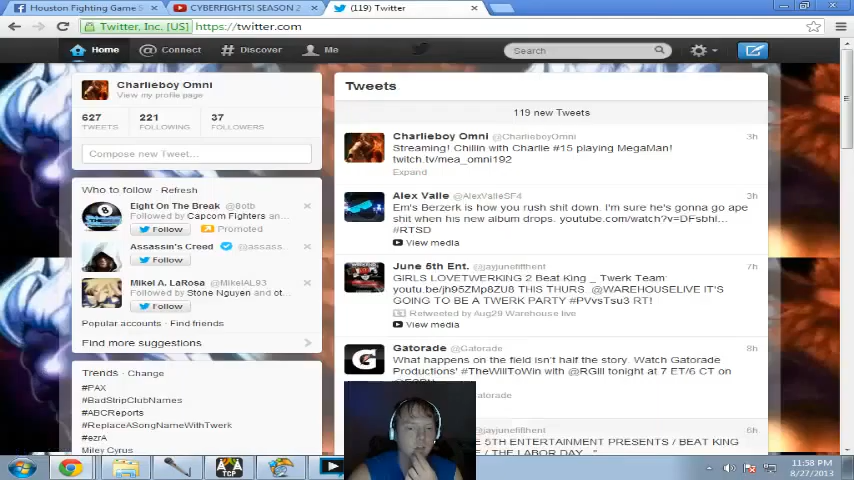 Houston Fighting Game S
CYBERFIGHTS! SEASON 2
(119) Twitter
Twitter, Inc. [US] https://twitter.com
Home
Connect
Discover
Me
Search
Charlieboy Omni
View my profile page
627
221
37
TWEETS
FOLLOWING
FOLLOWERS
Compose new Tweet...
Who to follow · Refresh
Eight On The Break @8otb
Followed by Capcom Fighters an...
Follow
Promoted
Assassin's Creed @assass...
Follow
Mikel A. LaRosa @MikelAL93
Followed by Stone Nguyen and ot...
Follow
Popular accounts · Find friends
Find more suggestions
Trends · Change
#PAX
#BadStripClubNames
#ABCReports
#ReplaceASongNameWithTwerk
#ezrA
Miley Cyrus
Tweets
119 new Tweets
Charlieboy Omni @CharlieboyOmni
3h
Streaming! Chillin with Charlie #15 playing MegaMan!
twitch.tv/mea_omni192
Expand
Alex Valle @AlexValleSF4
3h
Em's Berzerk is how you rush shit down. I'm sure he's gonna go ape
shit when his new album drops. youtube.com/watch?v=DFsbhI...
#RTSD
View media
June 5th Ent. @jayjunefifthent
7h
GIRLS LOVETWERKING 2 Beat King _ Twerk Team:
youtu.be/jh95ZMp8ZU8 THIS THURS. @WAREHOUSELIVE IT'S
GOING TO BE A TWERK PARTY #PVvsTsu3 RT!
Retweeted by Aug29 Warehouse live
View media
Gatorade @Gatorade
8h
What happens on the field isn't half the story. Watch Gatorade
Productions' #TheWillToWin with @RGIII tonight at 7 ET/6 CT on
G
atorade
jayjunefifthent
6h
5TH ENTERTAINMENT PRESENTS / BEAT KING
/ THE LABOR DAY..."
TCP
11:58 PM
8/27/2013